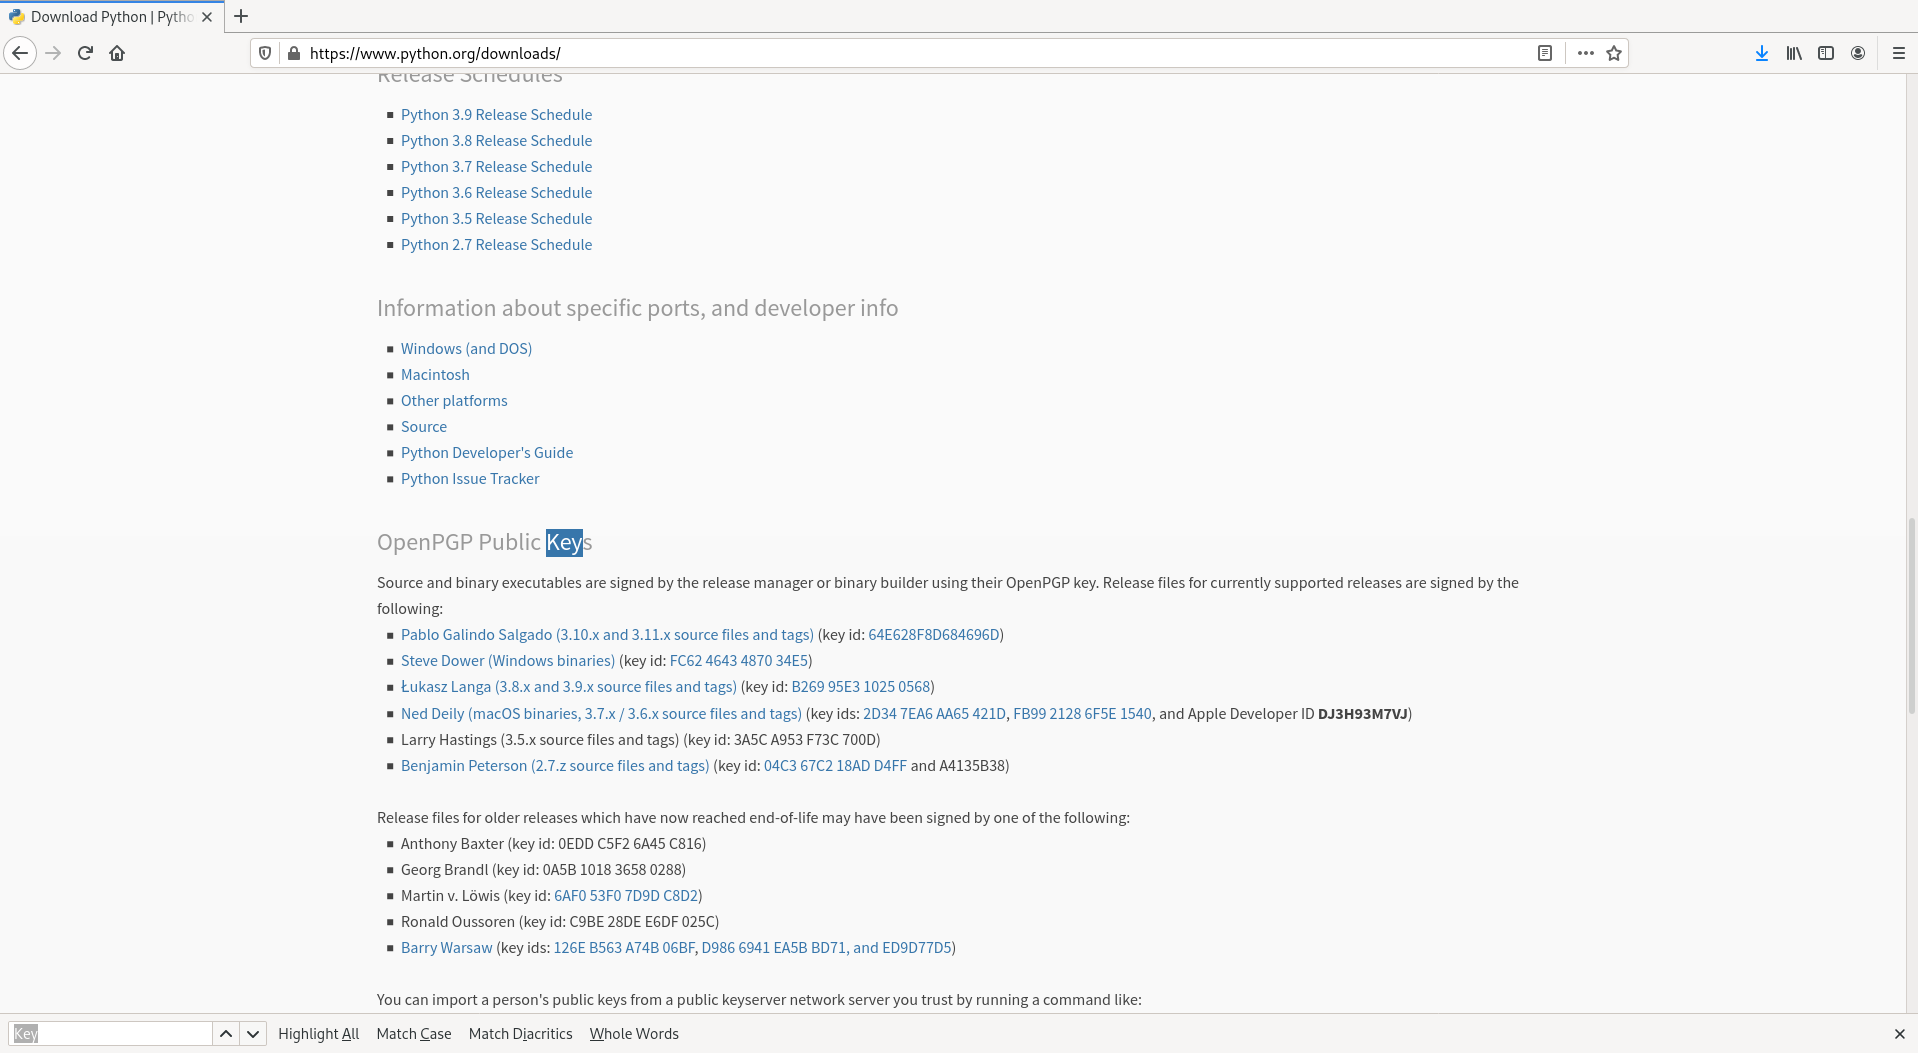 Download Python | Pytho
https://www.python.org/downloads/
Release Schedules
Python 3.9 Release Schedule
Python 3.8 Release Schedule
Python 3.7 Release Schedule
Python 3.6 Release Schedule
Python 3.5 Release Schedule
Python 2.7 Release Schedule
Information about specific ports, and developer info
Windows (and DOS)
Macintosh
Other platforms
Source
Python Developer's Guide
Python Issue Tracker
OpenPGP Public Keys
Source and binary executables are signed by the release manager or binary builder using their OpenPGP key. Release files for currently supported releases are signed by the
following:
Pablo Galindo Salgado (3.10.x and 3.11.x source files and tags) (key id: 64E628F8D684696D)
Steve Dower (Windows binaries) (key id: FC62 4643 4870 34E5)
Łukasz Langa (3.8.x and 3.9.x source files and tags) (key id: B269 95E3 1025 0568)
Ned Deily (macOS binaries, 3.7.x / 3.6.x source files and tags) (key ids: 2D34 7EA6 AA65 421D, FB99 2128 6F5E 1540, and Apple Developer ID DJ3H93M7VJ)
Larry Hastings (3.5.x source files and tags) (key id: 3A5C A953 F73C 700D)
Benjamin Peterson (2.7.z source files and tags) (key id: 04C3 67C2 18AD D4FF and A4135B38)
Release files for older releases which have now reached end-of-life may have been signed by one of the following:
Anthony Baxter (key id: 0EDD C5F2 6A45 C816)
Georg Brandl (key id: 0A5B 1018 3658 0288)
Martin v. Löwis (key id: 6AF0 53F0 7D9D C8D2)
Ronald Oussoren (key id: C9BE 28DE E6DF 025C)
Barry Warsaw (key ids: 126E B563 A74B 06BF, D986 6941 EA5B BD71, and ED9D77D5)
You can import a person's public keys from a public keyserver network server you trust by running a command like:
Key Highlight All Match Case Match Diacritics Whole Words